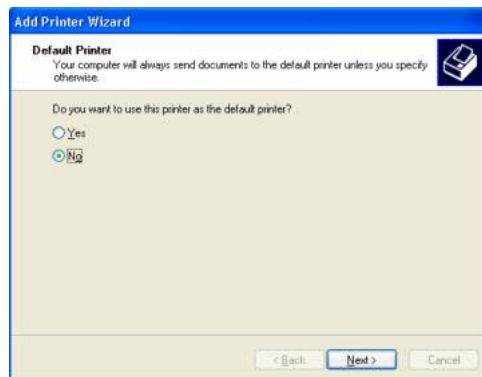 Add Printer Wizard
Default Printer
Your computer will always send documents to the default printer unless you specify
otherwise.
Do you want to use this printer as the default printer?
Yes
No
< Back
Next >
Cancel